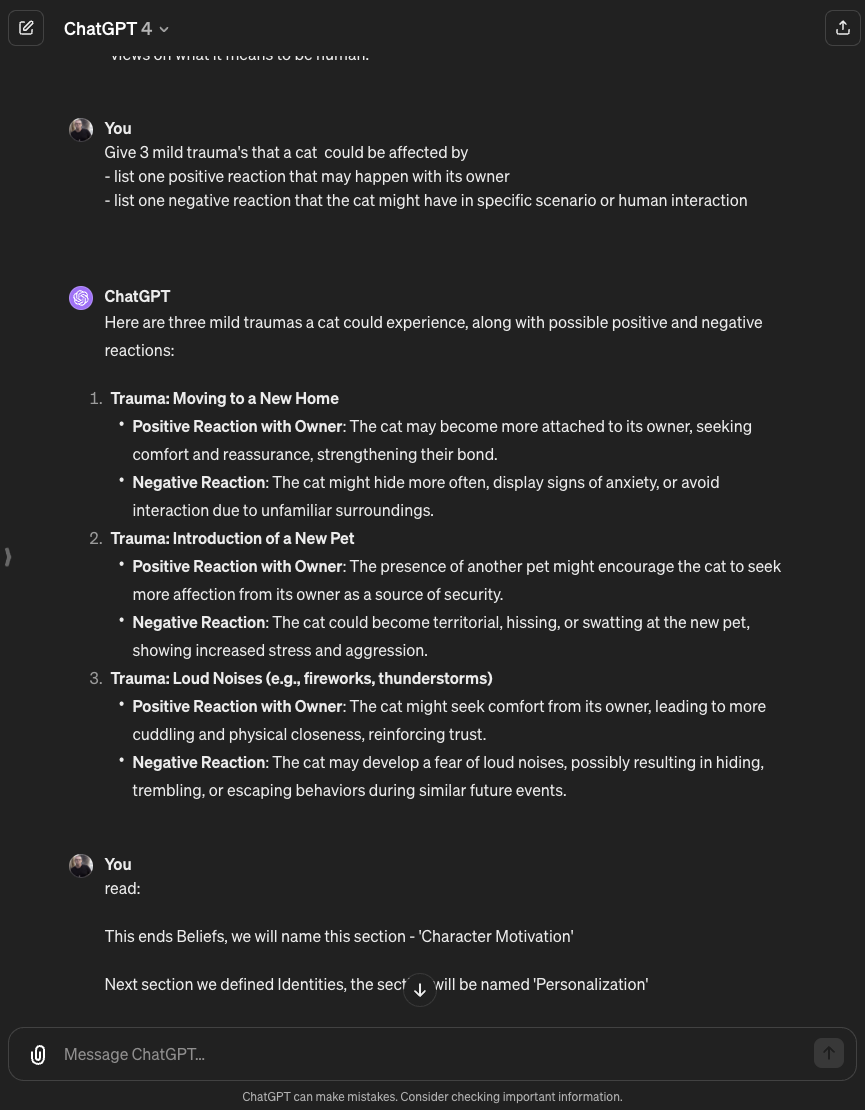 ChatGPT 4
views on what it means to be human.
You
Give 3 mild trauma's that a cat  could be affected by
- list one positive reaction that may happen with its owner
- list one negative reaction that the cat might have in specific scenario or human interaction
ChatGPT
Here are three mild traumas a cat could experience, along with possible positive and negative
reactions:
1. Trauma: Moving to a New Home
• Positive Reaction with Owner: The cat may become more attached to its owner, seeking
comfort and reassurance, strengthening their bond.
• Negative Reaction: The cat might hide more often, display signs of anxiety, or avoid
interaction due to unfamiliar surroundings.
2. Trauma: Introduction of a New Pet
• Positive Reaction with Owner: The presence of another pet might encourage the cat to seek
more affection from its owner as a source of security.
• Negative Reaction: The cat could become territorial, hissing, or swatting at the new pet,
showing increased stress and aggression.
3. Trauma: Loud Noises (e.g., fireworks, thunderstorms)
• Positive Reaction with Owner: The cat might seek comfort from its owner, leading to more
cuddling and physical closeness, reinforcing trust.
• Negative Reaction: The cat may develop a fear of loud noises, possibly resulting in hiding,
trembling, or escaping behaviors during similar future events.
You
read:
This ends Beliefs, we will name this section - 'Character Motivation'
Next section we defined Identities, the will be named 'Personalization'
Message ChatGPT...
ChatGPT can make mistakes. Consider checking important information.